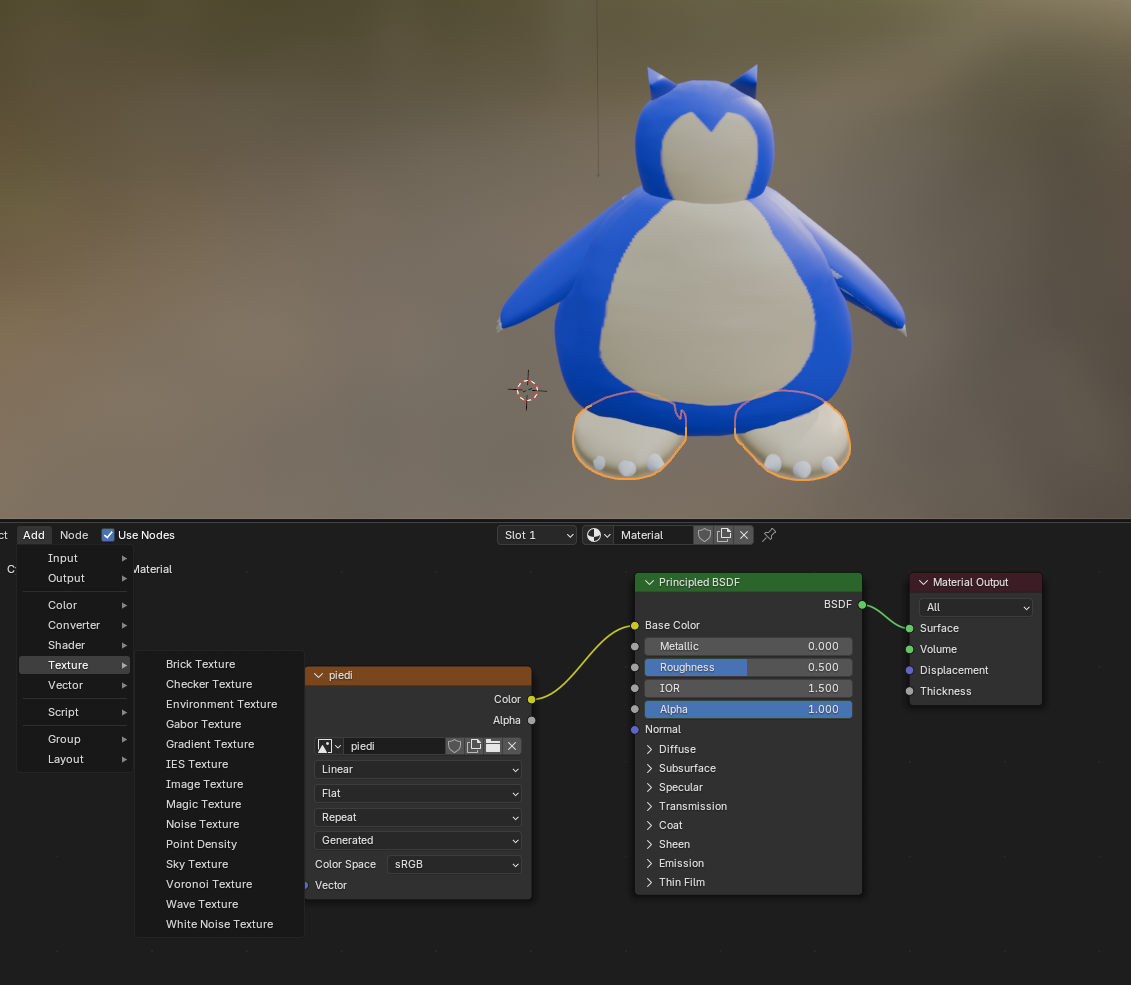 ct Add Node Use Nodes Slot 1 Material
C Material
Input
Output
Color
Converter
Shader
Texture
Vector
Script
Group
Layout
Brick Texture
Checker Texture
Environment Texture
Gabor Texture
Gradient Texture
IES Texture
Image Texture
Magic Texture
Noise Texture
Point Density
Sky Texture
Voronoi Texture
Wave Texture
White Noise Texture
piedi
Color
Alpha
piedi
Linear
Flat
Repeat
Generated
Color Space sRGB
Vector
Principled BSDF
BSDF
Base Color
Metallic 0.000
Roughness 0.500
IOR 1.500
Alpha 1.000
Normal
Diffuse
Subsurface
Specular
Transmission
Coat
Sheen
Emission
Thin Film
Material Output
All
Surface
Volume
Displacement
Thickness